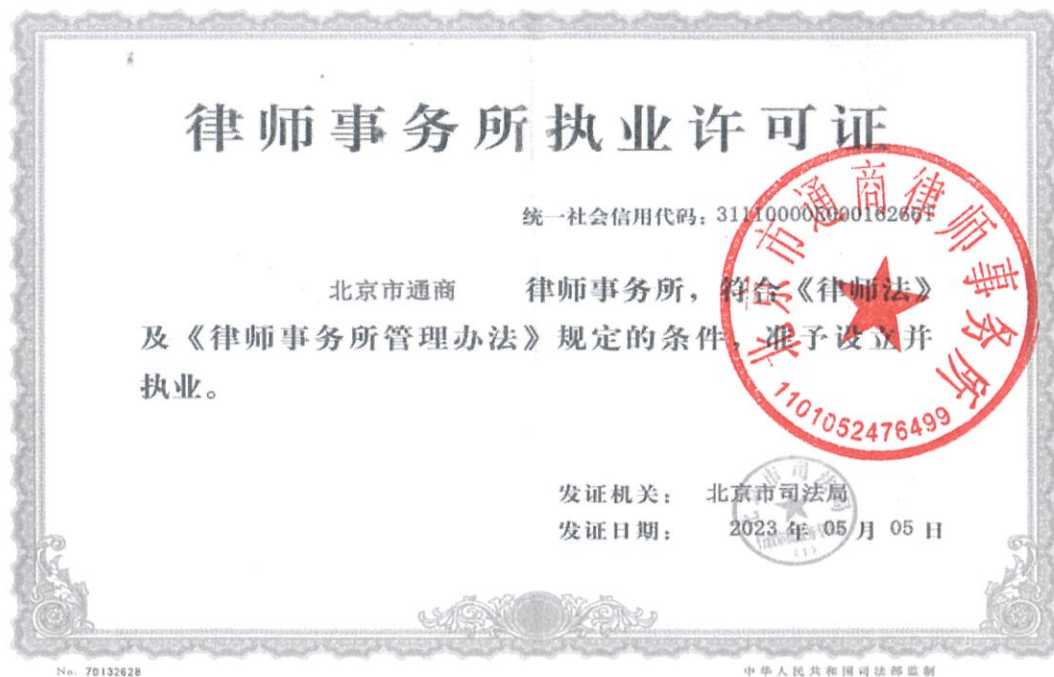 律师事务所执业许可证
统一社会信用代码：31110000500016266T
北京市通商 律师事务所，符合《律师法》
及《律师事务所管理办法》规定的条件，准予设立并
执业。
北京市通商律师事务所
1101052476499
发证机关： 北京市司法局
发证日期： 2023 年 05 月 05 日
No. 70132628
中华人民共和国司法部监制